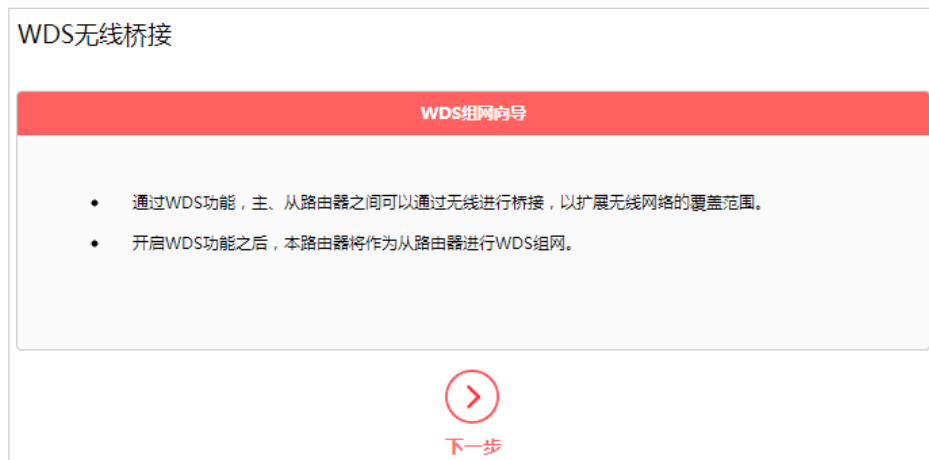 WDS无线桥接
WDS组网向导
• 通过WDS功能，主、从路由器之间可以通过无线进行桥接，以扩展无线网络的覆盖范围。
• 开启WDS功能之后，本路由器将作为从路由器进行WDS组网。
下一步